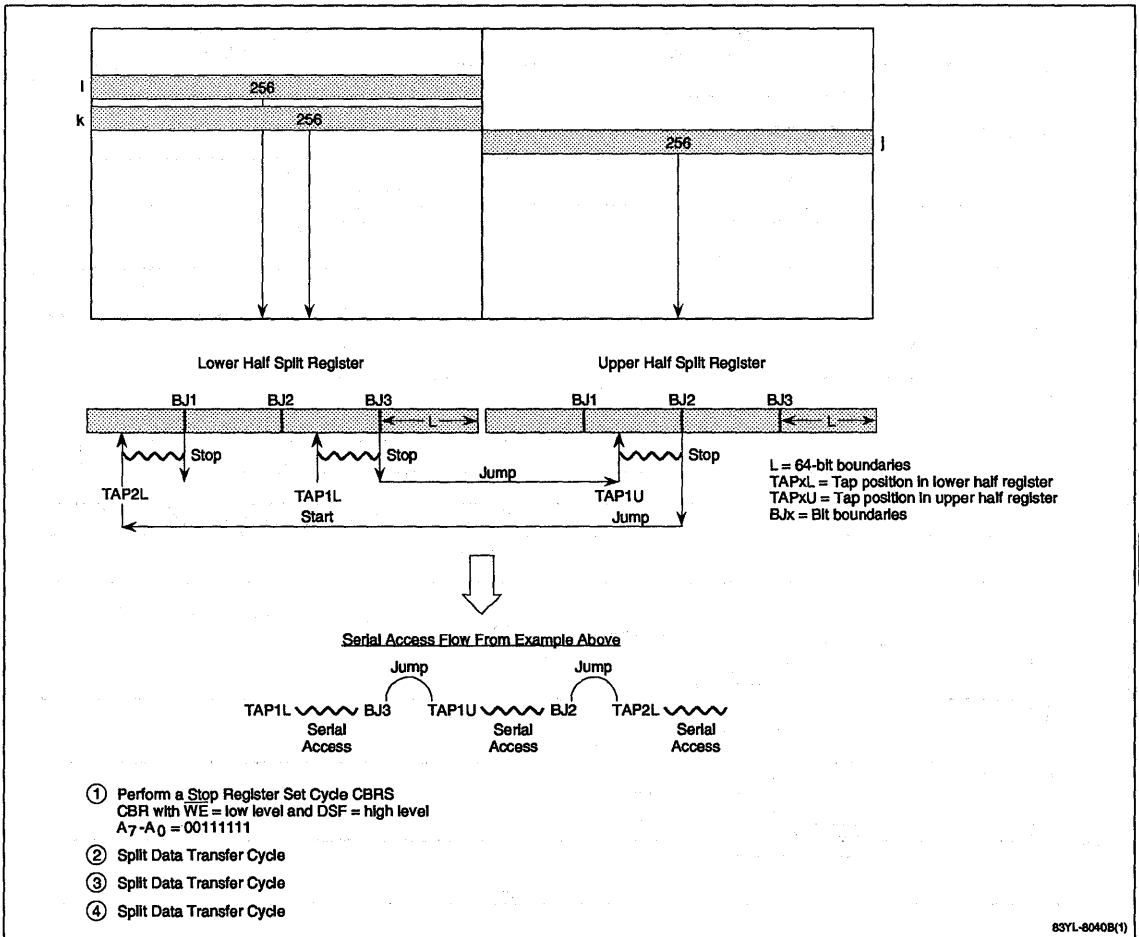 l
256
k
256
256
j
Lower Half Split Register
Upper Half Split Register
BJ1
BJ2
BJ3
L
BJ1
BJ2
BJ3
L
Stop
Stop
Stop
Jump
TAP2L
TAP1L
TAP1U
Start
Jump
L = 64-bit boundaries
TAPxL = Tap position in lower half register
TAPxU = Tap position in upper half register
BJx = Bit boundaries
Serial Access Flow From Example Above
Jump
Jump
TAP1L
BJ3
TAP1U
BJ2
TAP2L
Serial Access
Serial Access
Serial Access
① Perform a Stop Register Set Cycle CBRS
CBR with W̅E̅ = low level and DSF = high level
A₇-A₀ = 00111111
② Split Data Transfer Cycle
③ Split Data Transfer Cycle
④ Split Data Transfer Cycle
83YL-8040B(1)